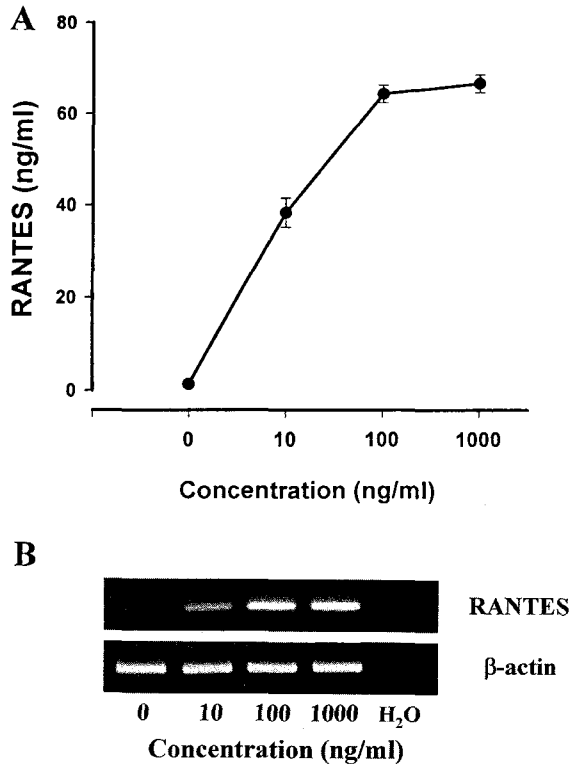 A
80
60
40
20
0
RANTES (ng/ml)
0 10 100 1000
Concentration (ng/ml)
B
RANTES
β-actin
0 10 100 1000 H₂O
Concentration (ng/ml)